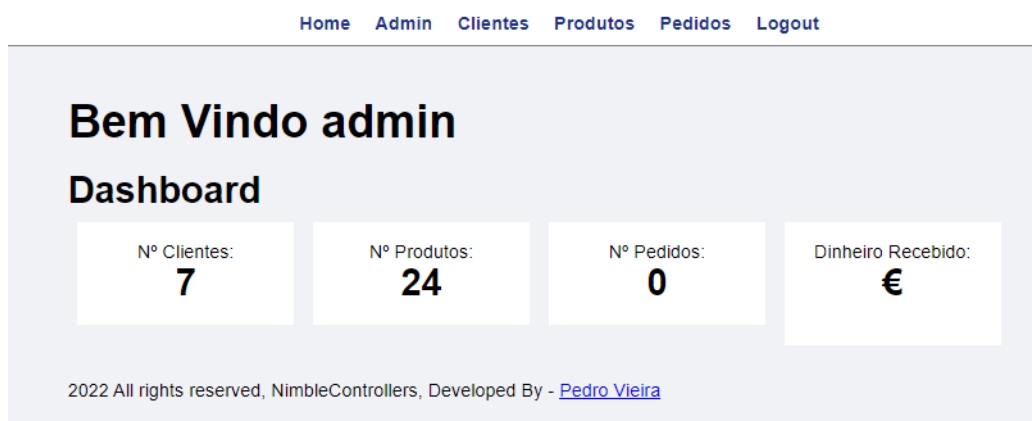 Home Admin Clientes Produtos Pedidos Logout
Bem Vindo admin
Dashboard
Nº Clientes:
7
Nº Produtos:
24
Nº Pedidos:
0
Dinheiro Recebido:
€
2022 All rights reserved, NimbleControllers, Developed By - Pedro Vieira